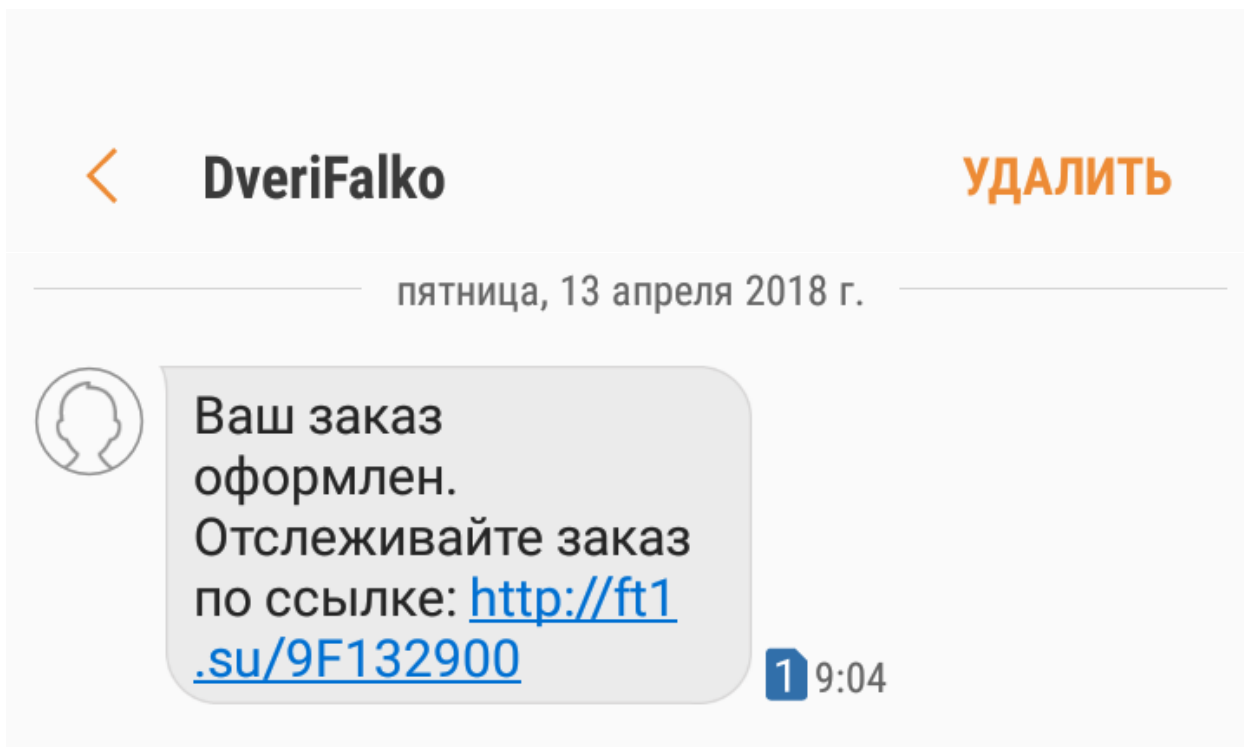 DveriFalko
УДАЛИТЬ
пятница, 13 апреля 2018 г.
Ваш заказ
оформлен.
Отслеживайте заказ
по ссылке: http://ft1
.su/9F132900
1 9:04